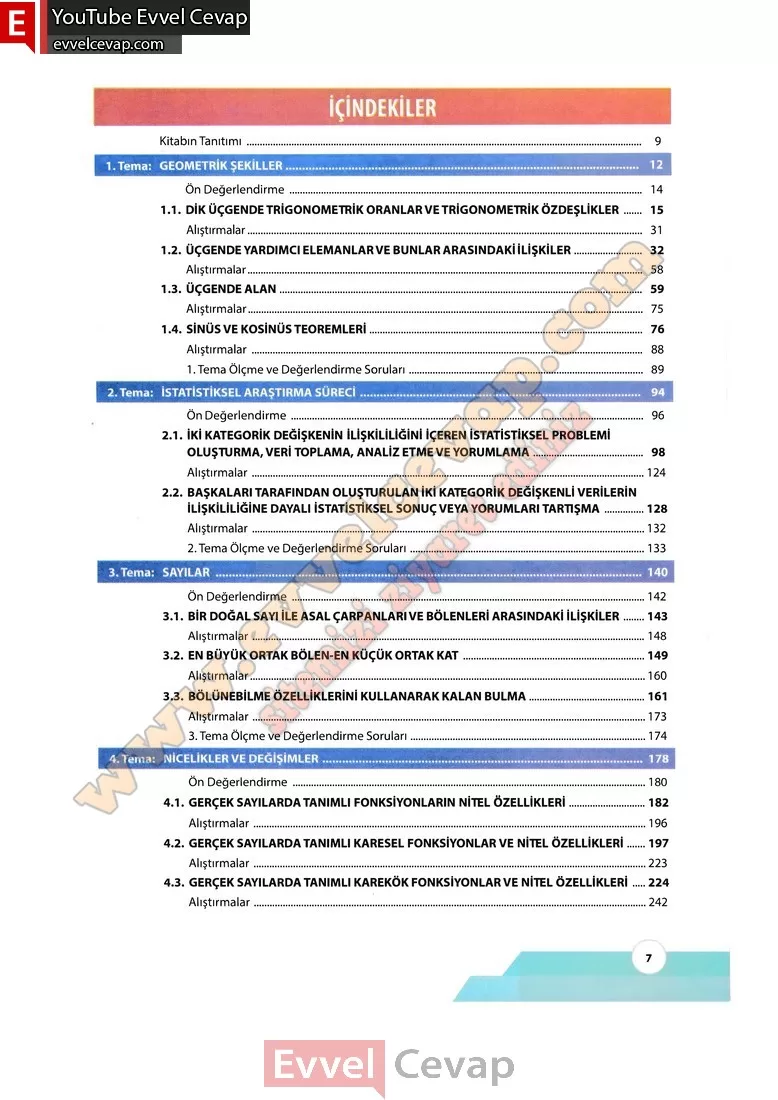 E YouTube Evvel Cevap
evvelcevap.com
İÇİNDEKİLER
Kitabın Tanıtımı ........ 9
1. Tema: GEOMETRİK ŞEKİLLER ........ 12
Ön Değerlendirme ........ 14
1.1. DİK ÜÇGENDE TRİGONOMETRİK ORANLAR VE TRİGONOMETRİK ÖZDEŞLİKLER ....... 15
Alıştırmalar ........ 31
1.2. ÜÇGENDE YARDIMCI ELEMANLAR VE BUNLAR ARASINDAKİ İLİŞKİLER ........ 32
Alıştırmalar ........ 58
1.3. ÜÇGENDE ALAN ........ 59
Alıştırmalar ........ 75
1.4. SİNÜS VE KOSİNÜS TEOREMLERİ ........ 76
Alıştırmalar ........ 88
1. Tema Ölçme ve Değerlendirme Soruları ........ 89
2. Tema: İSTATİSTİKSEL ARAŞTIRMA SÜRECİ ........ 94
Ön Değerlendirme ........ 96
2.1. İKİ KATEGORİK DEĞİŞKENİN İLİŞKİLİLİĞİNİ İÇEREN İSTATİSTİKSEL PROBLEMİ
OLUŞTURMA, VERİ TOPLAMA, ANALİZ ETME VE YORUMLAMA ........ 98
Alıştırmalar ........ 124
2.2. BAŞKALARI TARAFINDAN OLUŞTURULAN İKİ KATEGORİK DEĞİŞKENLİ VERİLERİN
İLİŞKİLİLİĞİNE DAYALI İSTATİSTİKSEL SONUÇ VEYA YORUMLARI TARTIŞMA ........ 128
Alıştırmalar ........ 132
2. Tema Ölçme ve Değerlendirme Soruları ........ 133
3. Tema: SAYILAR ........ 140
Ön Değerlendirme ........ 142
3.1. BİR DOĞAL SAYI İLE ASAL ÇARPANLARI VE BÖLENLERİ ARASINDAKİ İLİŞKİLER ....... 143
Alıştırmalar ........ 148
3.2. EN BÜYÜK ORTAK BÖLEN-EN KÜÇÜK ORTAK KAT ........ 149
Alıştırmalar ........ 160
3.3. BÖLÜNEBİLME ÖZELLİKLERİNİ KULLANARAK KALAN BULMA ........ 161
Alıştırmalar ........ 173
3. Tema Ölçme ve Değerlendirme Soruları ........ 174
4. Tema: NİCELİKLER VE DEĞİŞİMLER ........ 178
Ön Değerlendirme ........ 180
4.1. GERÇEK SAYILARDA TANIMLI FONKSİYONLARIN NİTEL ÖZELLİKLERİ ........ 182
Alıştırmalar ........ 196
4.2. GERÇEK SAYILARDA TANIMLI KARESEL FONKSİYONLAR VE NİTEL ÖZELLİKLERİ ....... 197
Alıştırmalar ........ 223
4.3. GERÇEK SAYILARDA TANIMLI KAREKÖK FONKSİYONLAR VE NİTEL ÖZELLİKLERİ ..... 224
Alıştırmalar ........ 242
www.evvelcevap.com
sitemizi ziyaret ediniz
7
Evvel Cevap